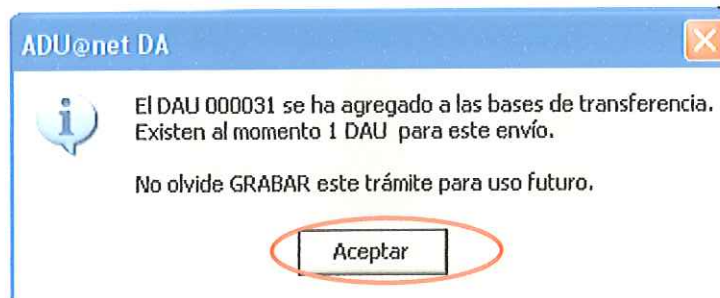 ADU@net DA
El DAU 000031 se ha agregado a las bases de transferencia.
Existen al momento 1 DAU para este envío.
No olvide GRABAR este trámite para uso futuro.
Aceptar